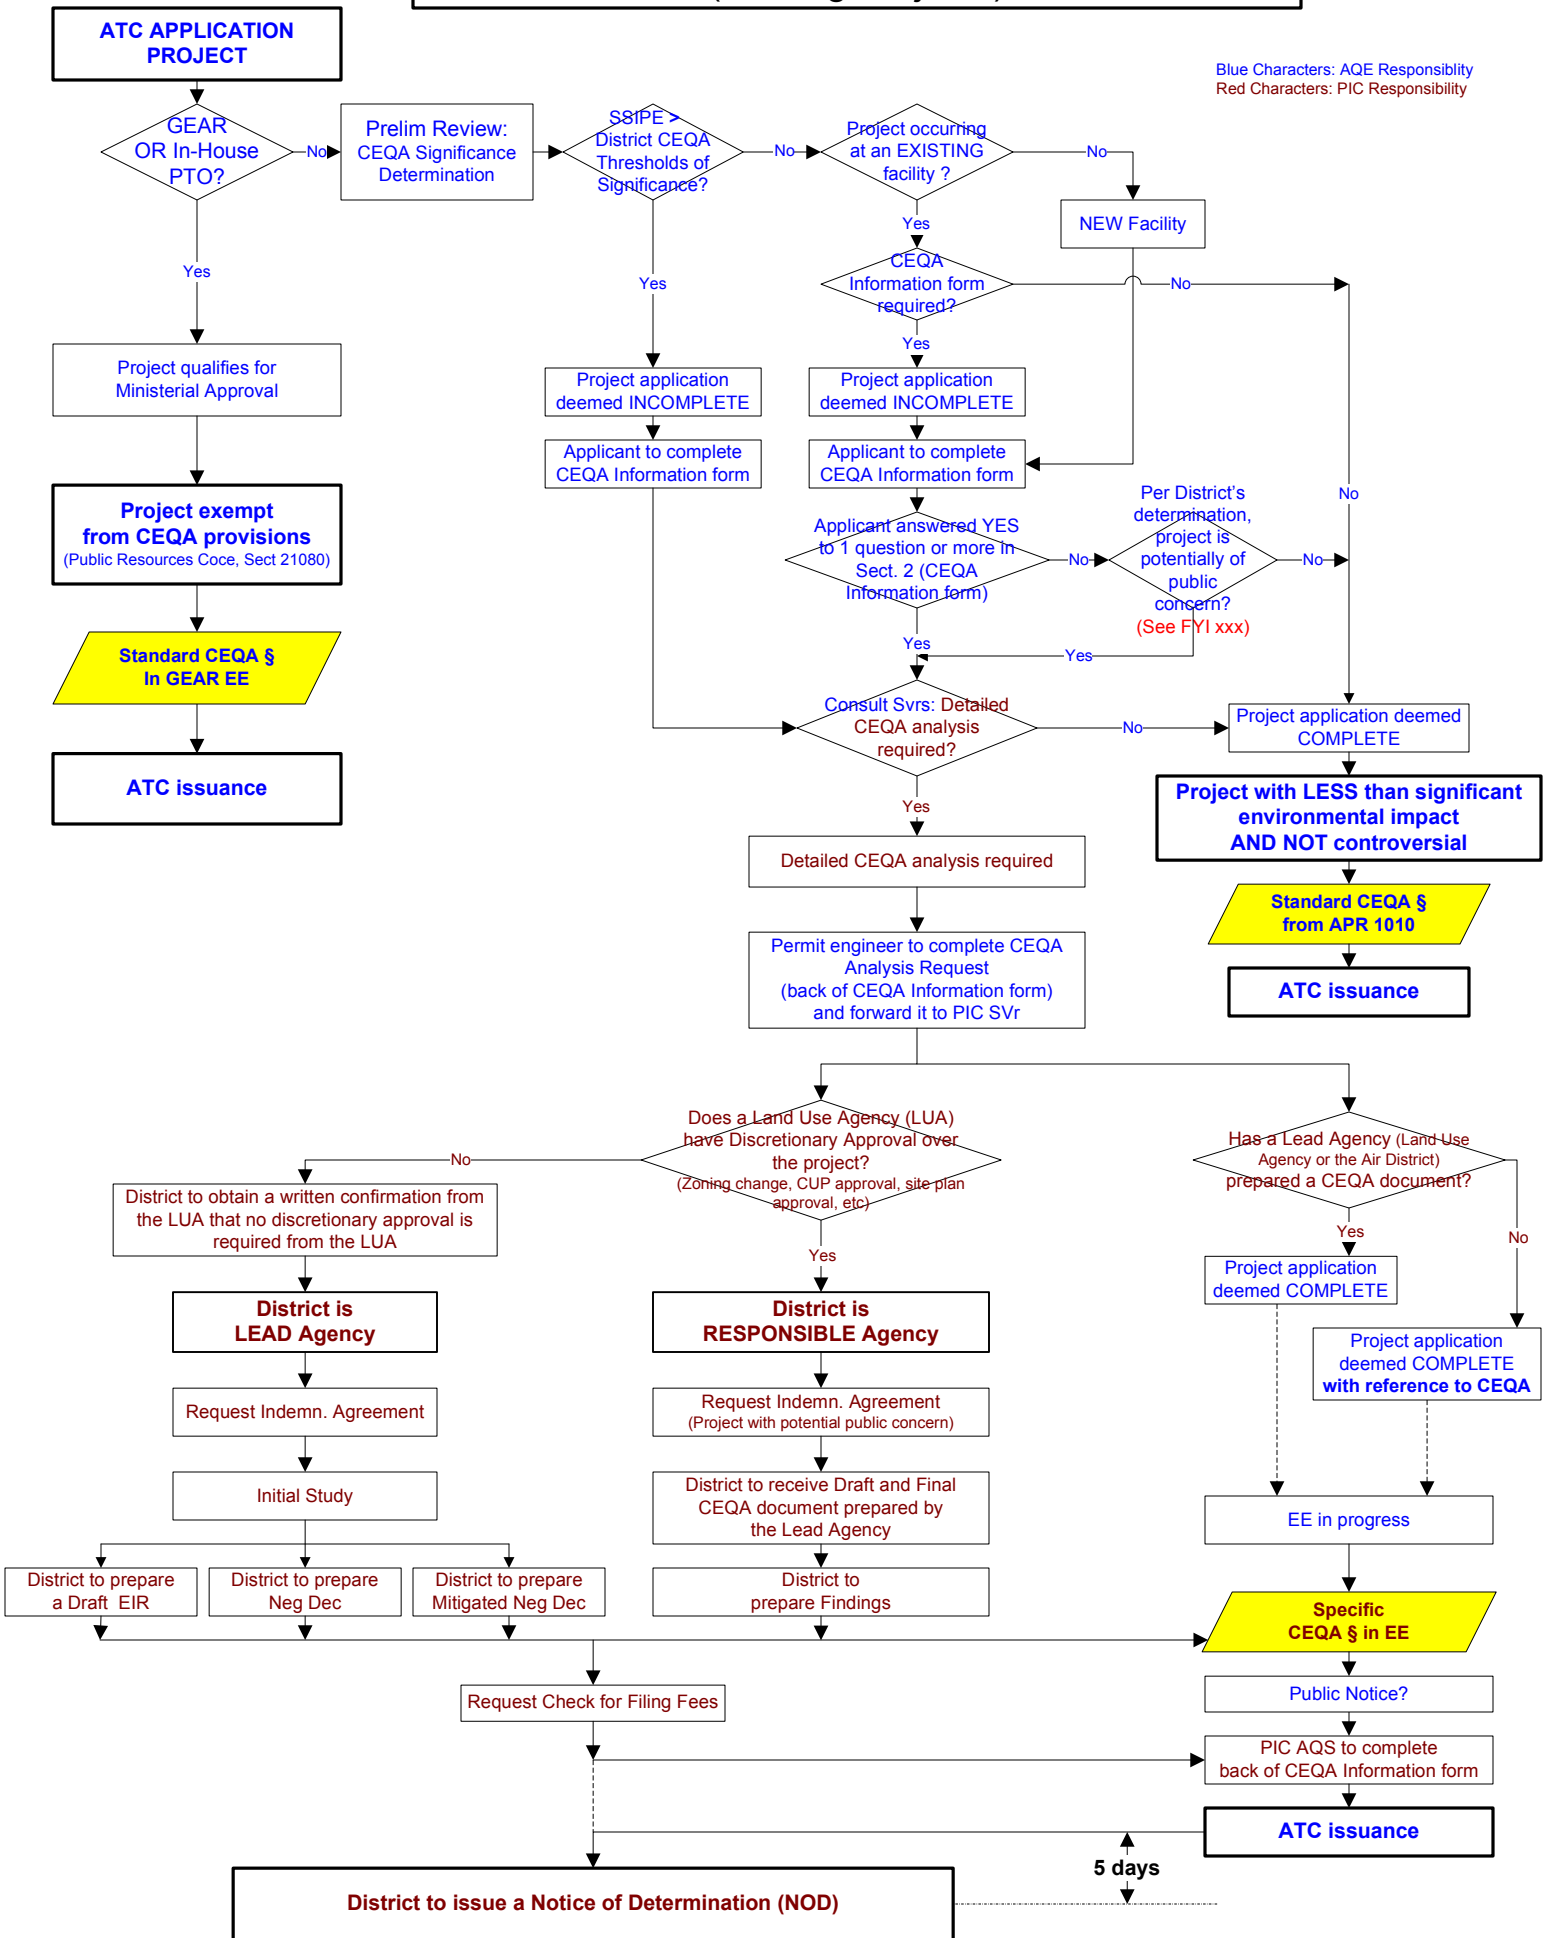 ATC APPLICATION
PROJECT
Blue Characters: AQE Responsiblity
Red Characters: PIC Responsibility
GEAR
OR In-House
PTO?
No
Prelim Review:
CEQA Significance
Determination
SSIPE >
District CEQA
Thresholds of
Significance?
No
Project occurring
at an EXISTING
facility ?
No
Yes
NEW Facility
Yes
Yes
CEQA
Information form
required?
No
Yes
Project qualifies for
Ministerial Approval
Project application
deemed INCOMPLETE
Project application
deemed INCOMPLETE
Applicant to complete
CEQA Information form
Applicant to complete
CEQA Information form
No
Project exempt
from CEQA provisions
(Public Resources Coce, Sect 21080)
Applicant answered YES
to 1 question or more in
Sect. 2 (CEQA
Information form)
No
Per District's
determination,
project is
potentially of
public
concern?
(See FYI xxx)
No
Yes
Yes
Standard CEQA §
In GEAR EE
Consult Svrs: Detailed
CEQA analysis
required?
No
Project application deemed
COMPLETE
ATC issuance
Yes
Project with LESS than significant
environmental impact
AND NOT controversial
Detailed CEQA analysis required
Standard CEQA §
from APR 1010
Permit engineer to complete CEQA
Analysis Request
(back of CEQA Information form)
and forward it to PIC SVr
ATC issuance
Does a Land Use Agency (LUA)
have Discretionary Approval over
the project?
(Zoning change, CUP approval, site plan
approval, etc)
No
Has a Lead Agency (Land Use
Agency or the Air District)
prepared a CEQA document?
District to obtain a written confirmation from
the LUA that no discretionary approval is
required from the LUA
Yes
Yes
No
Project application
deemed COMPLETE
District is
LEAD Agency
District is
RESPONSIBLE Agency
Project application
deemed COMPLETE
with reference to CEQA
Request Indemn. Agreement
Request Indemn. Agreement
(Project with potential public concern)
Initial Study
District to receive Draft and Final
CEQA document prepared by
the Lead Agency
EE in progress
District to prepare
a Draft  EIR
District to prepare
Neg Dec
District to prepare
Mitigated Neg Dec
District to
prepare Findings
Specific
CEQA § in EE
Request Check for Filing Fees
Public Notice?
PIC AQS to complete
back of CEQA Information form
ATC issuance
5 days
District to issue a Notice of Determination (NOD)